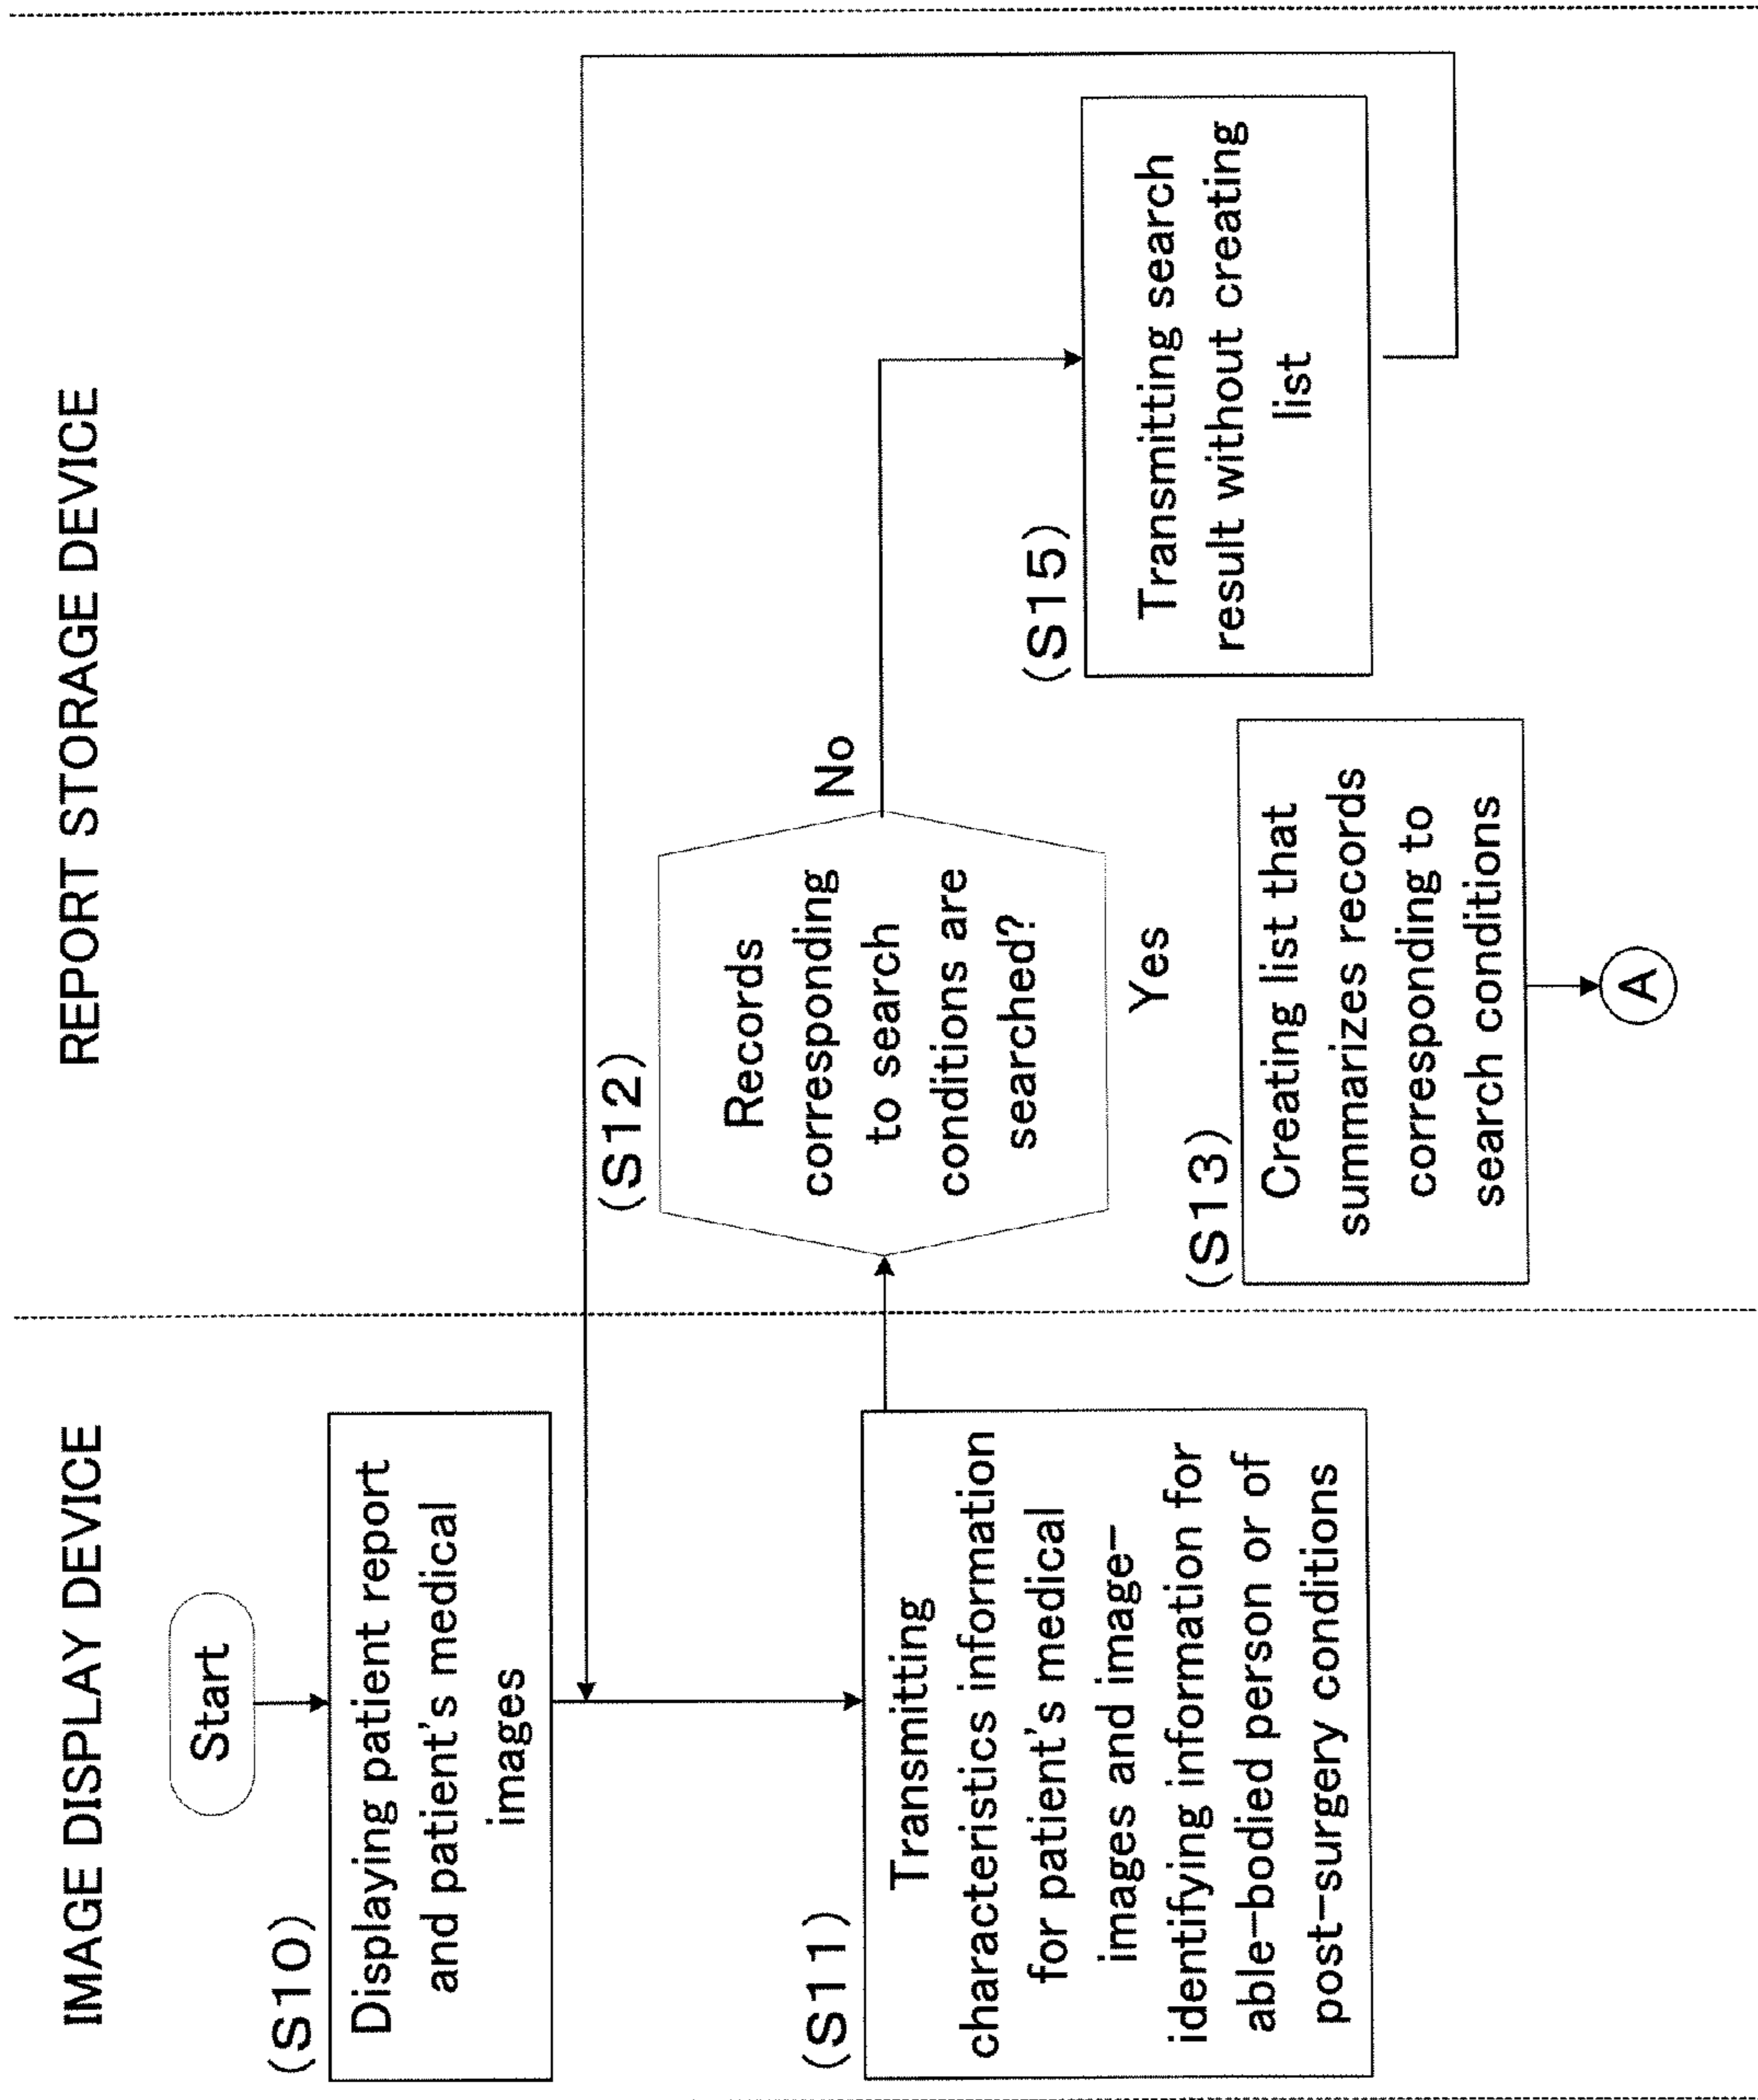 IMAGE DISPLAY DEVICE
Start
(S10)
Displaying patient report
and patient's medical
images
(S11)
Transmitting
characteristics information
for patient's medical
images and image-
identifying information for
able-bodied person or of
post-surgery conditions
REPORT STORAGE DEVICE
(S12)
Records
corresponding
to search
conditions are
searched?
No
Yes
(S13)
Creating list that
summarizes records
corresponding to
search conditions
A
(S15)
Transmitting search
result without creating
list